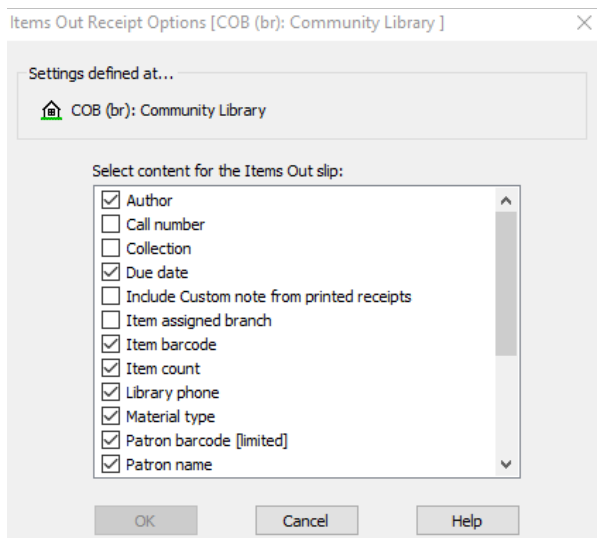 Items Out Receipt Options [COB (br): Community Library ]
Settings defined at...
COB (br): Community Library
Select content for the Items Out slip:
Author
Call number
Collection
Due date
Include Custom note from printed receipts
Item assigned branch
Item barcode
Item count
Library phone
Material type
Patron barcode [limited]
Patron name
OK Cancel Help